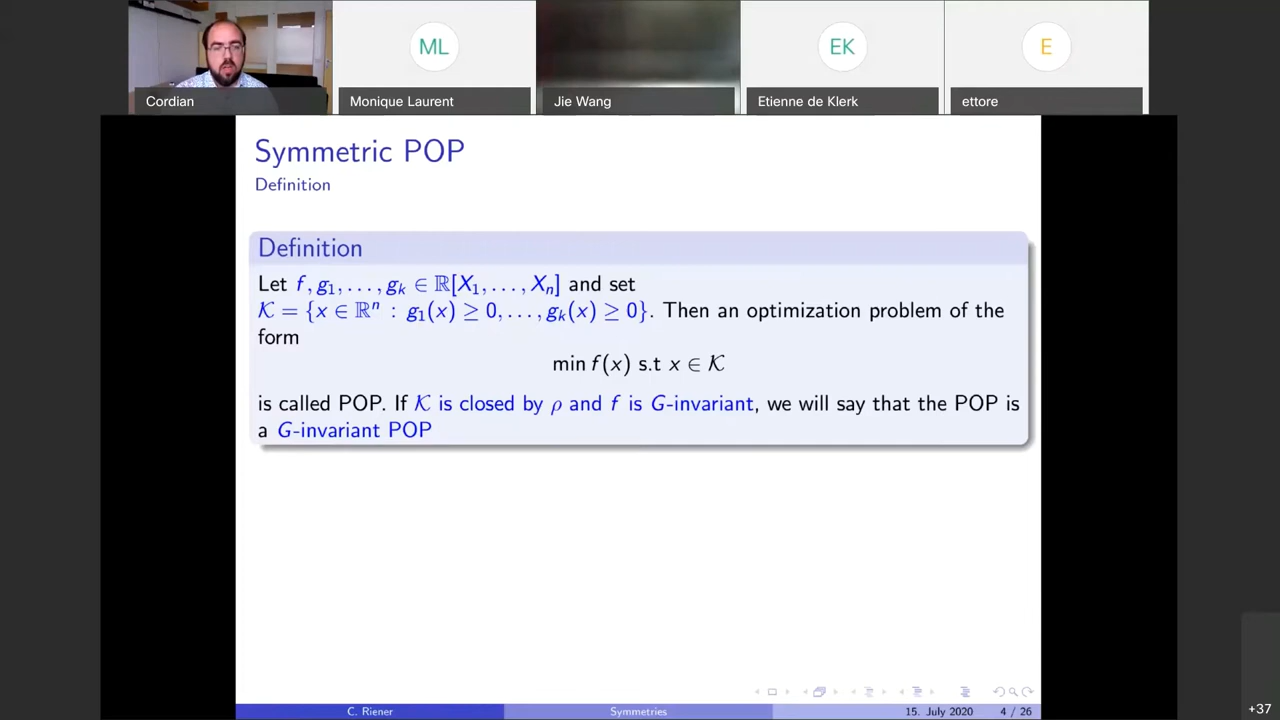 ML
EK
E
Cordian
Monique Laurent
Jie Wang
Etienne de Klerk
ettore
Symmetric POP
Definition
Definition
Let f, g₁, . . . , gₖ ∈ ℝ[X₁, . . . , Xₙ] and set
𝒦 = {x ∈ ℝⁿ : g₁(x) ≥ 0, . . . , gₖ(x) ≥ 0}. Then an optimization problem of the
form
min f(x) s.t x ∈ 𝒦
is called POP. If 𝒦 is closed by ρ and f is G-invariant, we will say that the POP is
a G-invariant POP
C. Riener
Symmetries
15. July 2020
4 / 26
+37